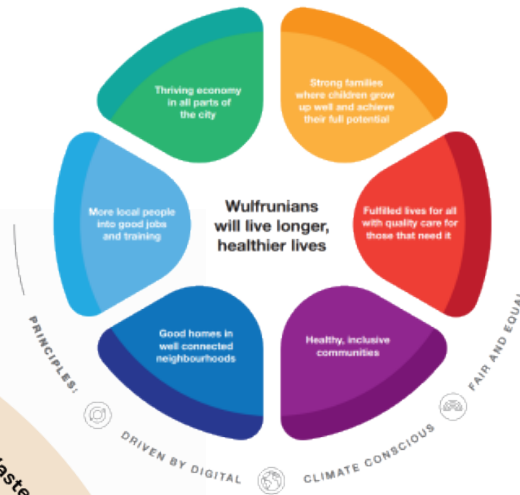 Thriving economy
in all parts of
the city
Strong families
where children grow
up well and achieve
their full potential
More local people
into good jobs
and training
Wulfrunians
will live longer,
healthier lives
Fulfilled lives for all
with quality care for
those that need it
Good homes in
well connected
neighbourhoods
Healthy, inclusive
communities
PRINCIPLES:
DRIVEN BY DIGITAL
CLIMATE CONSCIOUS
FAIR AND EQUAL